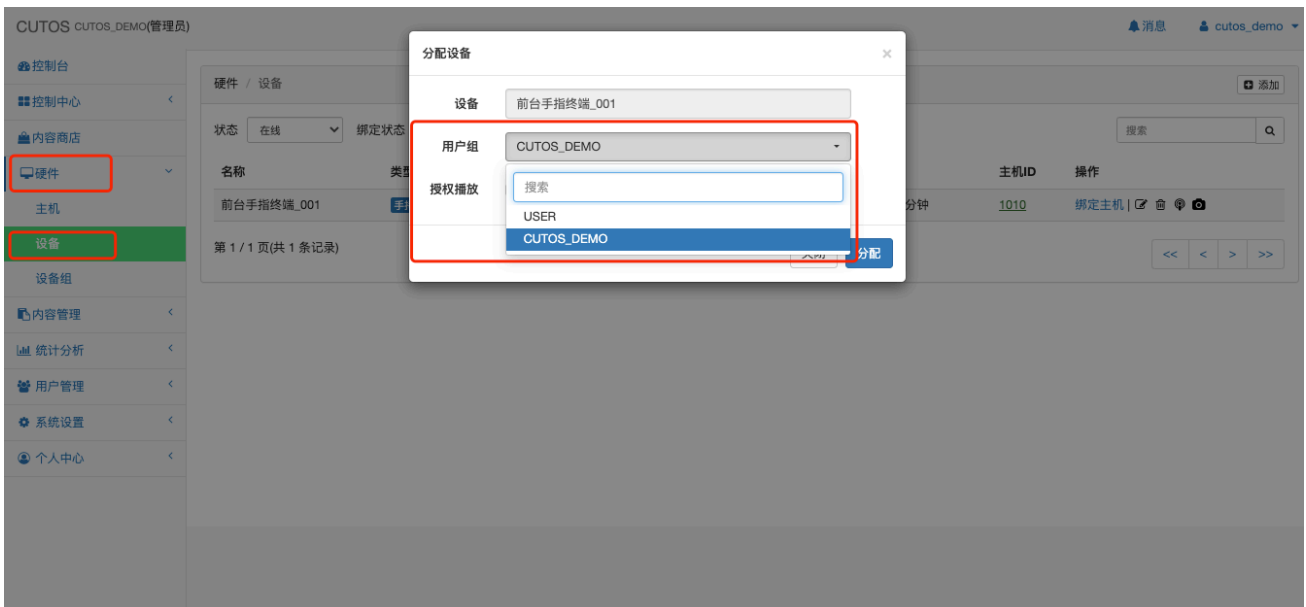 CUTOS CUTOS_DEMO(管理员)
消息
cutos_demo
控制台
控制中心
内容商店
硬件
主机
设备
设备组
内容管理
统计分析
用户管理
系统设置
个人中心
硬件 / 设备
添加
状态 在线 绑定状态
搜索
名称
主机ID
操作
前台手指终端_001
分钟
1010
绑定主机|
第 1 / 1 页(共 1 条记录)
<< < > >>
分配设备
×
设备 前台手指终端_001
用户组 CUTOS_DEMO
授权播放
搜索
USER
CUTOS_DEMO
分配